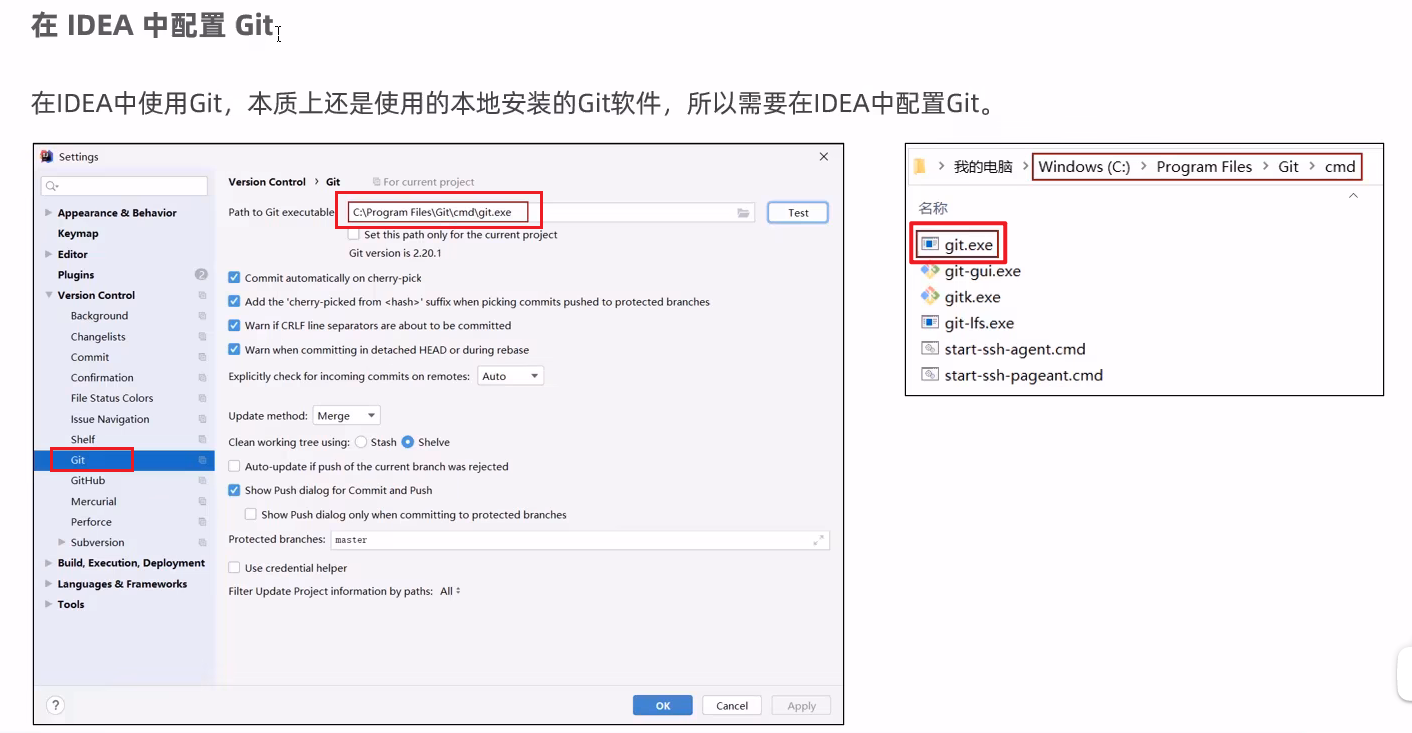 在 IDEA 中配置 Git
在IDEA中使用Git，本质上还是使用的本地安装的Git软件，所以需要在IDEA中配置Git。
Settings
Appearance & Behavior
Keymap
Editor
Plugins 2
Version Control
Background
Changelists
Commit
Confirmation
File Status Colors
Issue Navigation
Shelf
Git
GitHub
Mercurial
Perforce
Subversion
Build, Execution, Deployment
Languages & Frameworks
Tools
Version Control › Git For current project
Path to Git executable C:\Program Files\Git\cmd\git.exe Test
Set this path only for the current project
Git version is 2.20.1
Commit automatically on cherry-pick
Add the 'cherry-picked from <hash>' suffix when picking commits pushed to protected branches
Warn if CRLF line separators are about to be committed
Warn when committing in detached HEAD or during rebase
Explicitly check for incoming commits on remotes: Auto
Update method: Merge
Clean working tree using: Stash Shelve
Auto-update if push of the current branch was rejected
Show Push dialog for Commit and Push
Show Push dialog only when committing to protected branches
Protected branches: master
Use credential helper
Filter Update Project information by paths: All
? OK Cancel Apply
› 我的电脑 › Windows (C:) › Program Files › Git › cmd
名称
git.exe
git-gui.exe
gitk.exe
git-lfs.exe
start-ssh-agent.cmd
start-ssh-pageant.cmd